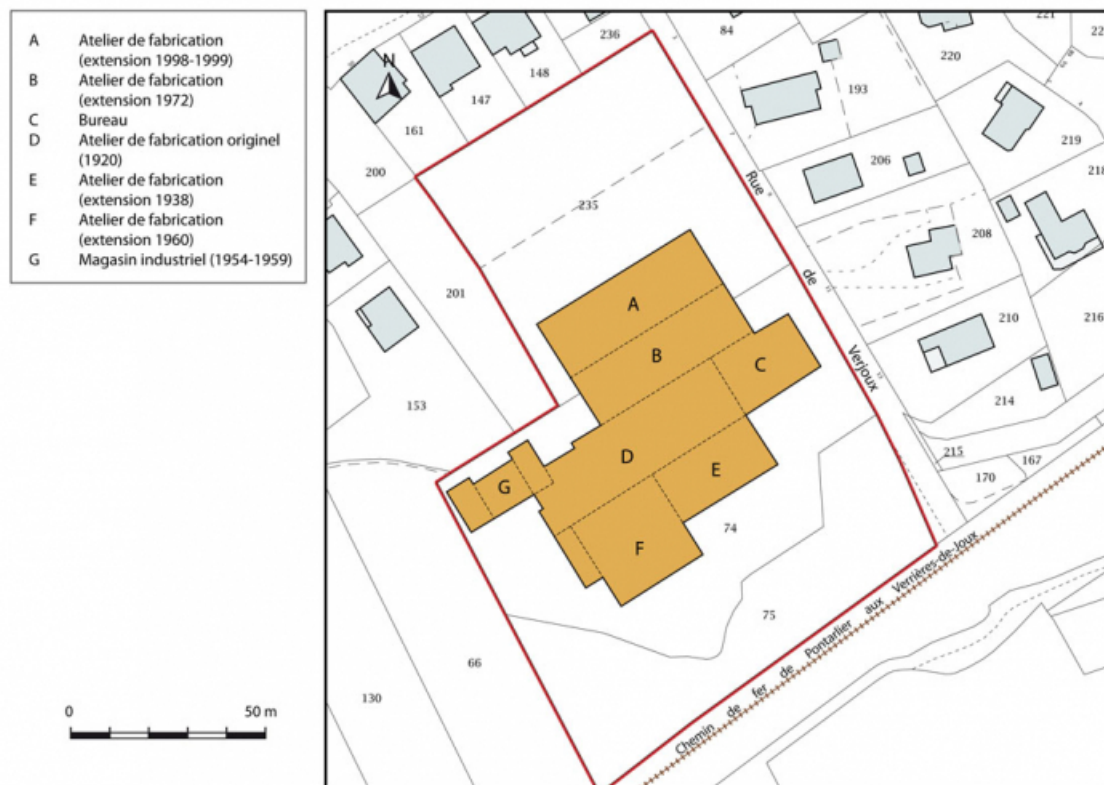 A Atelier de fabrication
(extension 1998-1999)
B Atelier de fabrication
(extension 1972)
C Bureau
D Atelier de fabrication originel
(1920)
E Atelier de fabrication
(extension 1938)
F Atelier de fabrication
(extension 1960)
G Magasin industriel (1954-1959)
0 50 m
N
236
84
221
220
148
147
193
161
219
200
206
218
235
Rue de Verjoux
208
201
A
210
216
B
C
153
214
D
215
167
E
170
G
74
F
75
66
130
Chemin de fer de Pontarlier aux Verrières-de-Joux